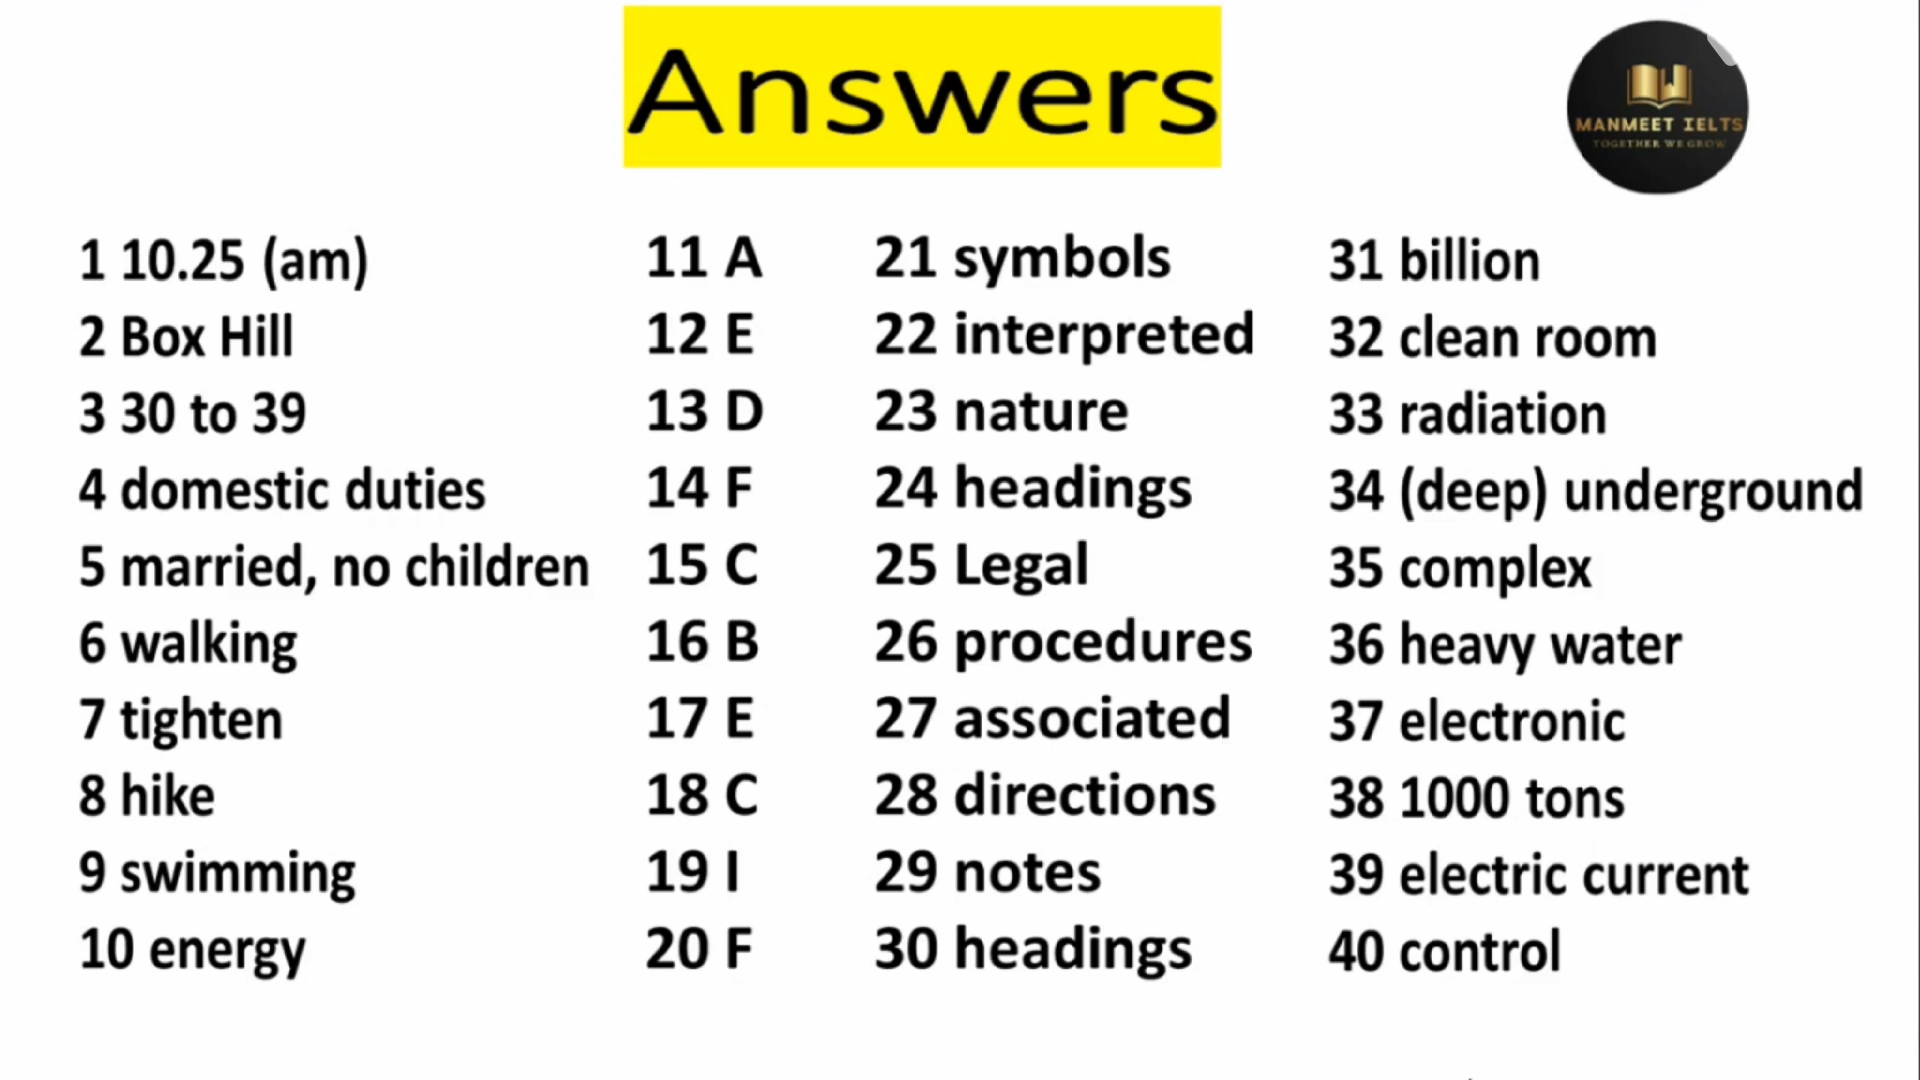 Answers
MANMEET IELTS
TOGETHER WE GROW
1 10.25 (am)
2 Box Hill
3 30 to 39
4 domestic duties
5 married, no children
6 walking
7 tighten
8 hike
9 swimming
10 energy
11 A
12 E
13 D
14 F
15 C
16 B
17 E
18 C
19 I
20 F
21 symbols
22 interpreted
23 nature
24 headings
25 Legal
26 procedures
27 associated
28 directions
29 notes
30 headings
31 billion
32 clean room
33 radiation
34 (deep) underground
35 complex
36 heavy water
37 electronic
38 1000 tons
39 electric current
40 control